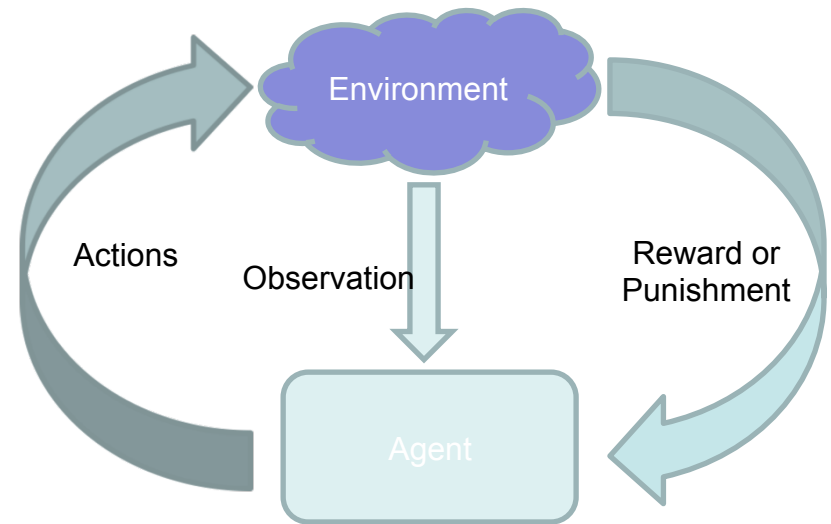 Environment
Actions
Observation
Reward or
Punishment
Agent